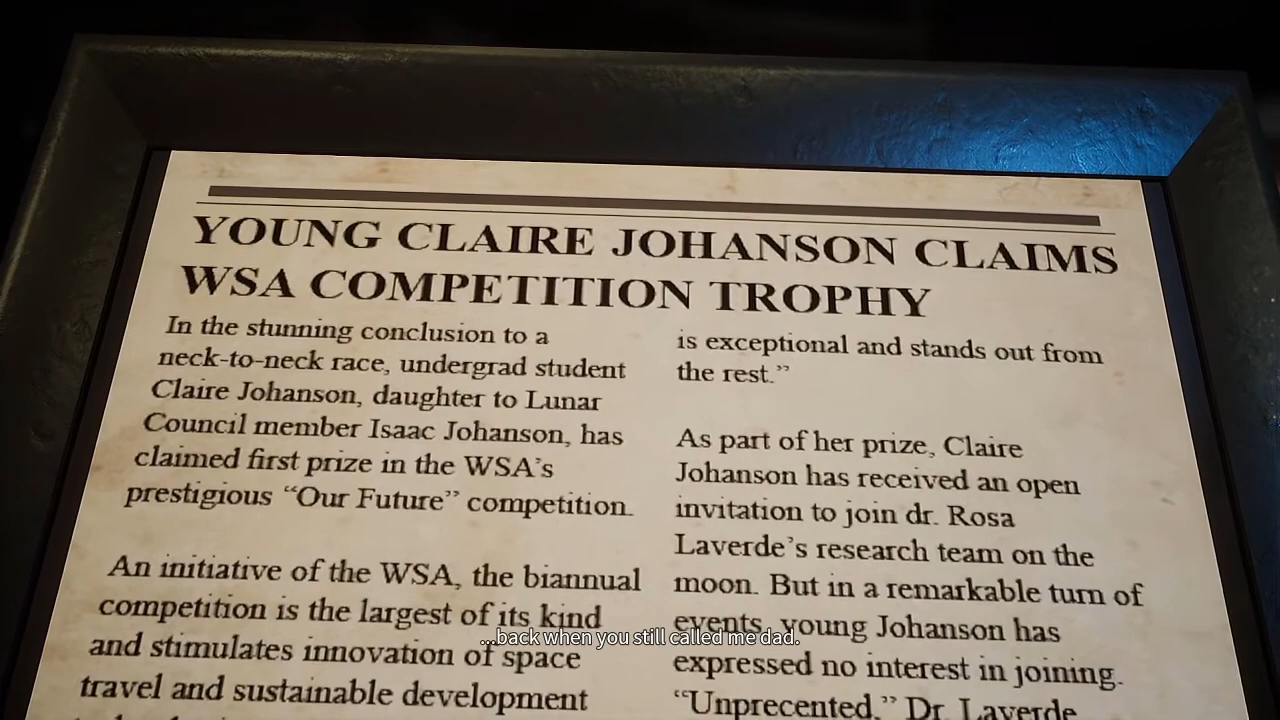 YOUNG CLAIRE JOHANSON CLAIMS
WSA COMPETITION TROPHY
In the stunning conclusion to a
neck-to-neck race, undergrad student
Claire Johanson, daughter to Lunar
Council member Isaac Johanson, has
claimed first prize in the WSA's
prestigious “Our Future” competition.
An initiative of the WSA, the biannual
competition is the largest of its kind
and stimulates innovation of space
travel and sustainable development
is exceptional and stands out from
the rest.”
As part of her prize, Claire
Johanson has received an open
invitation to join dr. Rosa
Laverde's research team on the
moon. But in a remarkable turn of
events, young Johanson has
expressed no interest in joining.
“Unprecented,” Dr. Laverde
...back when you still called me dad.